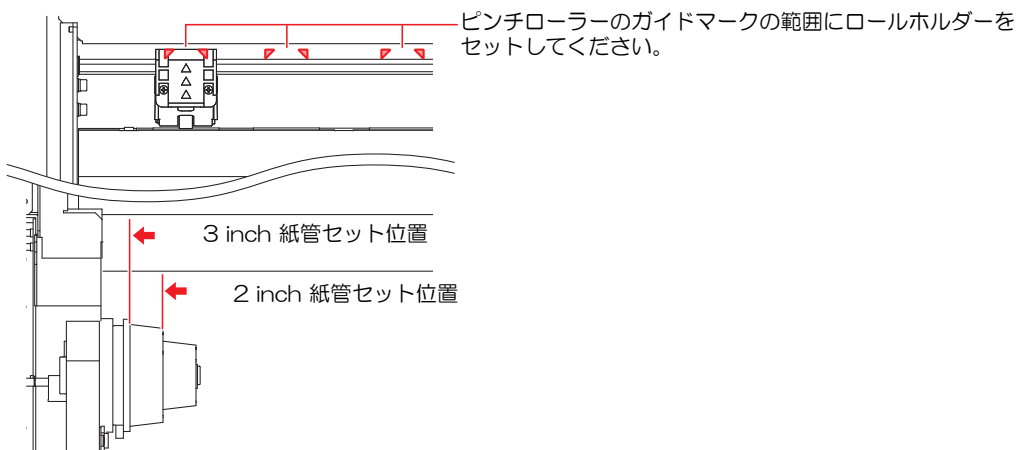 ピンチローラーのガイドマークの範囲にロールホルダーを
セットしてください。
3 inch 紙管セット位置
2 inch 紙管セット位置